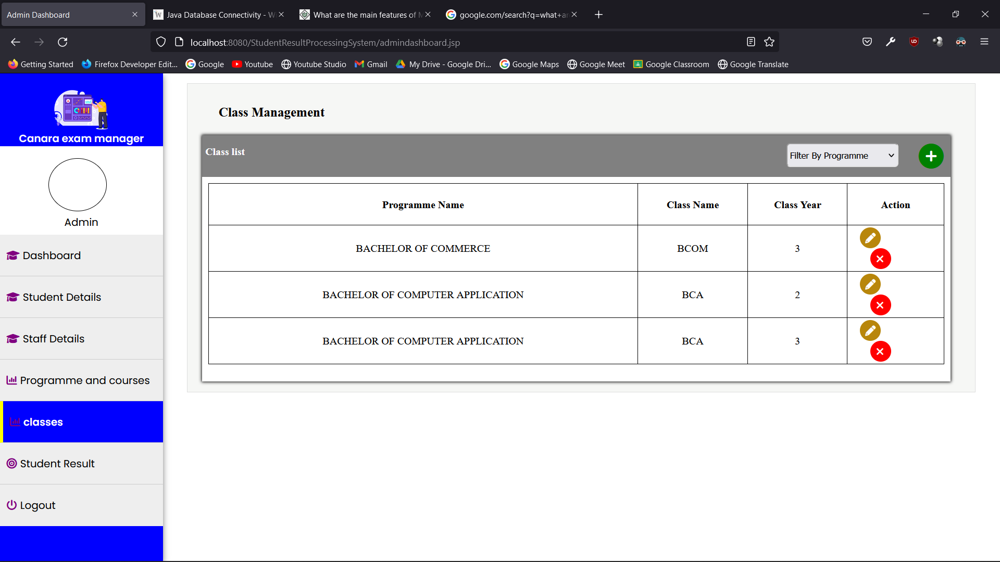 Admin Dashboard
Java Database Connectivity - W
What are the main features of M
google.com/search?q=what+ar
localhost:8080/StudentResultProcessingSystem/admindashboard.jsp
Getting Started
Firefox Developer Edit...
Google
Youtube
Youtube Studio
Gmail
My Drive - Google Dri...
Google Maps
Google Meet
Google Classroom
Google Translate
Canara exam manager
Admin
Dashboard
Student Details
Staff Details
Programme and courses
classes
Student Result
Logout
Class Management
Class list
Filter By Programme
Programme Name Class Name Class Year Action
BACHELOR OF COMMERCE BCOM 3
BACHELOR OF COMPUTER APPLICATION BCA 2
BACHELOR OF COMPUTER APPLICATION BCA 3